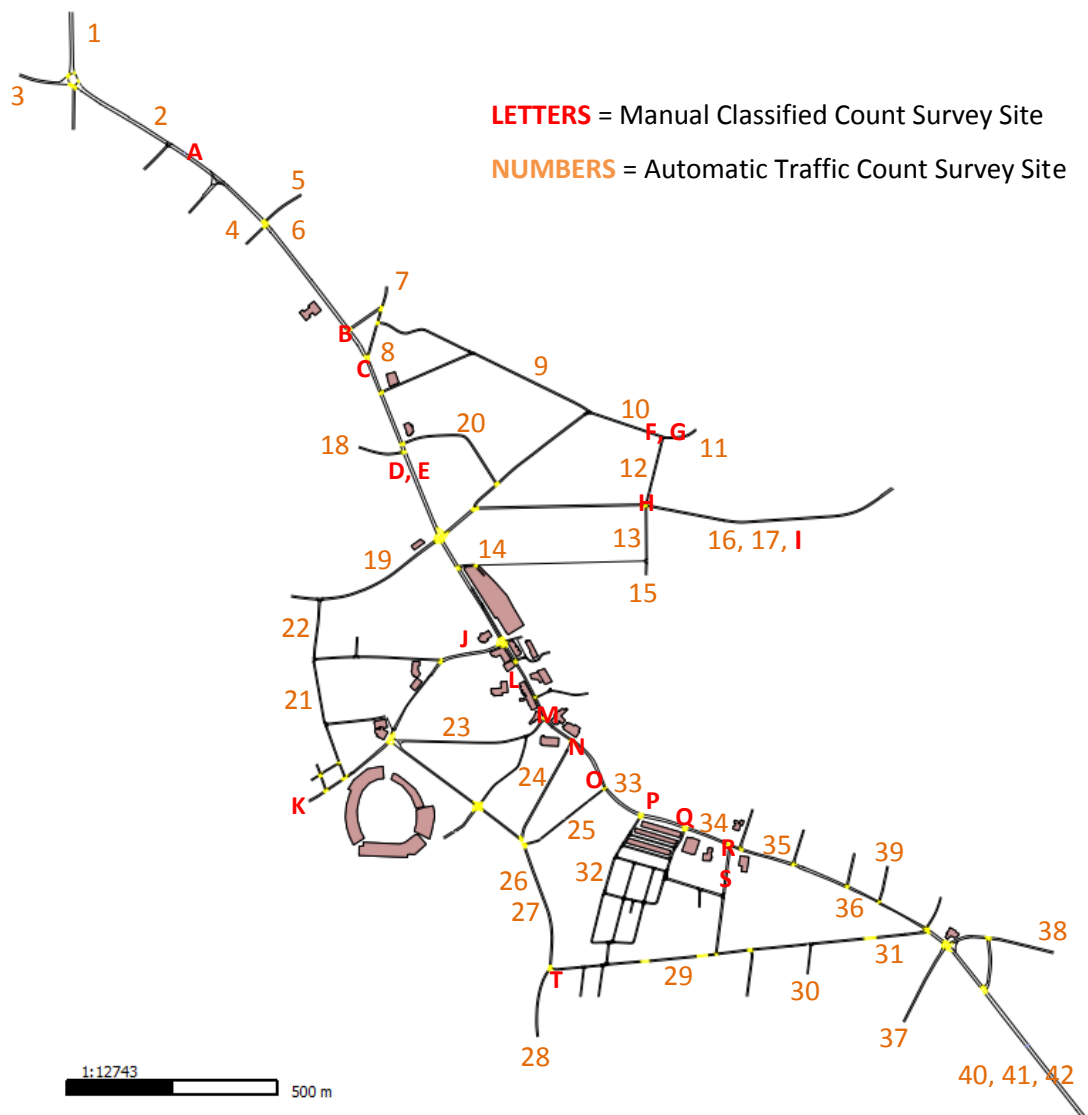 1
3
2
LETTERS = Manual Classified Count Survey Site
A
NUMBERS = Automatic Traffic Count Survey Site
5
4
6
7
B
8
C
9
10
20
F, G
18
11
D, E
12
H
16, 17, I
13
14
19
15
22
J
L
21
M
23
N
24
O
33
P
K
Q
34
25
R
35
32
S
39
26
36
27
38
31
T
29
30
37
28
1:12743
40, 41, 42
500 m